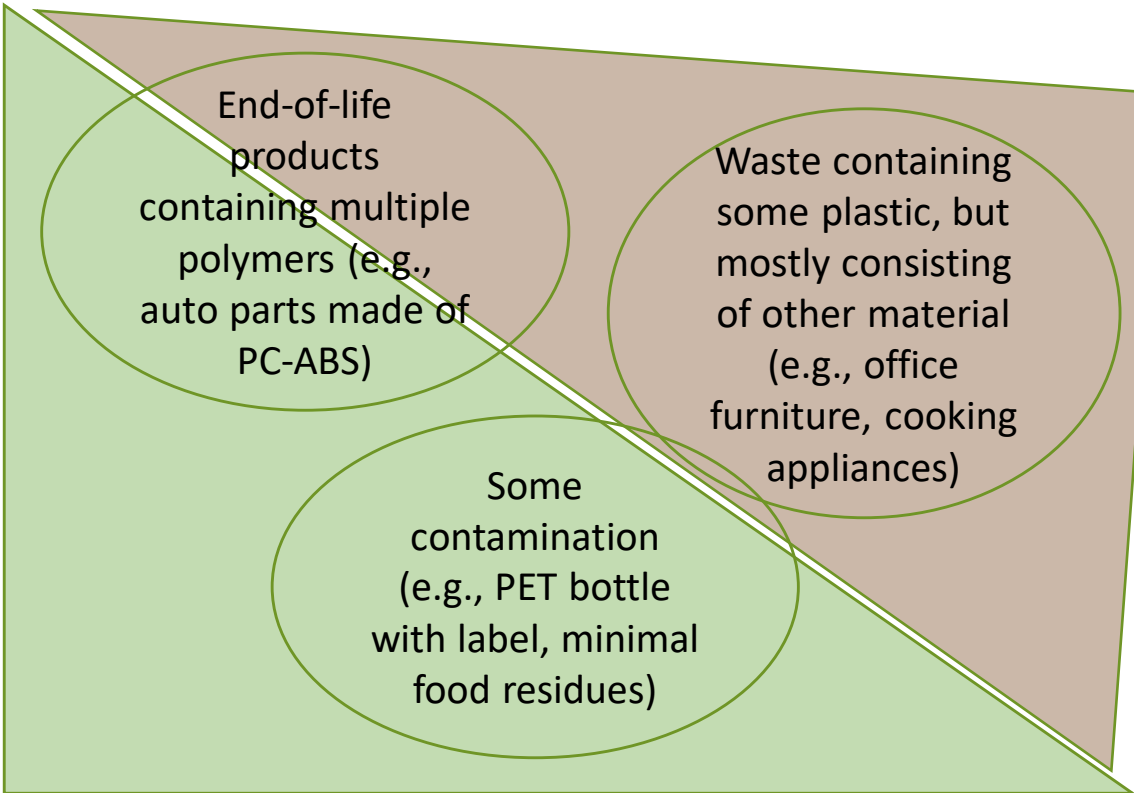 End-of-life
products
containing multiple
polymers (e.g.,
auto parts made of
PC-ABS)
Waste containing
some plastic, but
mostly consisting
of other material
(e.g., office
furniture, cooking
appliances)
Some
contamination
(e.g., PET bottle
with label, minimal
food residues)